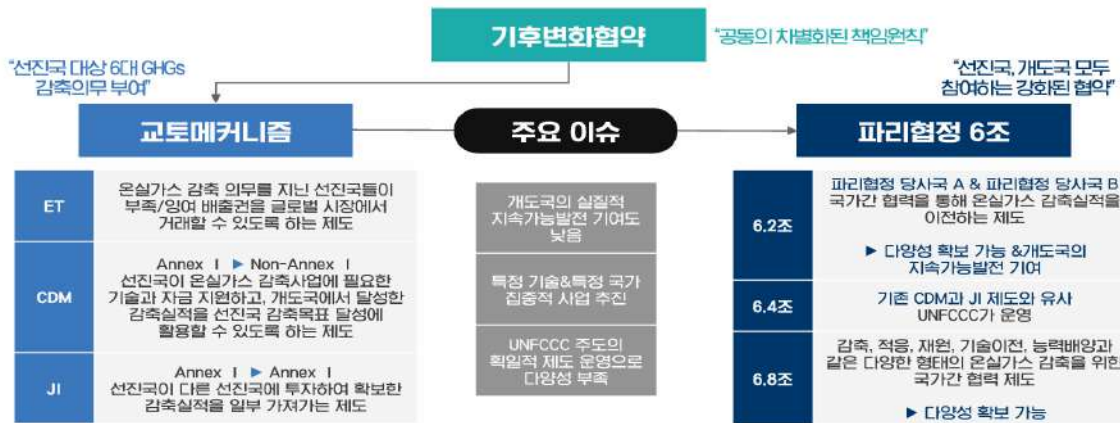 기후변화협약
"공동의 차별화된 책임원칙"
"선진국 대상 6대 GHGs
감축의무 부여"
"선진국, 개도국 모두
참여하는 강화된 협약"
교토메커니즘
주요 이슈
파리협정 6조
ET
온실가스 감축 의무를 지닌 선진국들이
부족/잉여 배출권을 글로벌 시장에서
거래할 수 있도록 하는 제도
CDM
Annex I ▶ Non-Annex I
선진국이 온실가스 감축사업에 필요한
기술과 자금 지원하고, 개도국에서 달성한
감축실적을 선진국 감축목표 달성에
활용할 수 있도록 하는 제도
JI
Annex I ▶ Annex I
선진국이 다른 선진국에 투자하여 확보한
감축실적을 일부 가져가는 제도
개도국의 실질적
지속가능발전 기여도
낮음
특정 기술&특정 국가
집중적 사업 추진
UNFCCC 주도의
획일적 제도 운영으로
다양성 부족
6.2조
파리협정 당사국 A & 파리협정 당사국 B
국가간 협력을 통해 온실가스 감축실적을
이전하는 제도
▶ 다양성 확보 가능 &개도국의
지속가능발전 기여
6.4조
기존 CDM과 JI 제도와 유사
UNFCCC가 운영
6.8조
감축, 적응, 재원, 기술이전, 능력배양과
같은 다양한 형태의 온실가스 감축을 위한
국가간 협력 제도
▶ 다양성 확보 가능